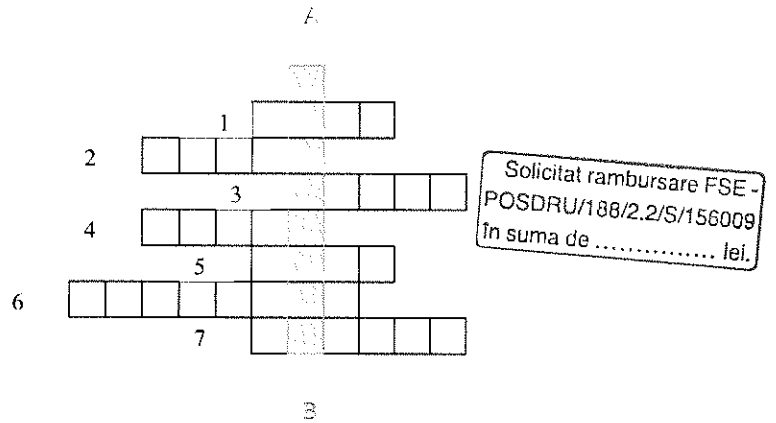 A
1
2
3
4
5
6
7
B
Solicitat rambursare FSE -
POSDRU/188/2.2/S/156009
în suma de ............... lei.